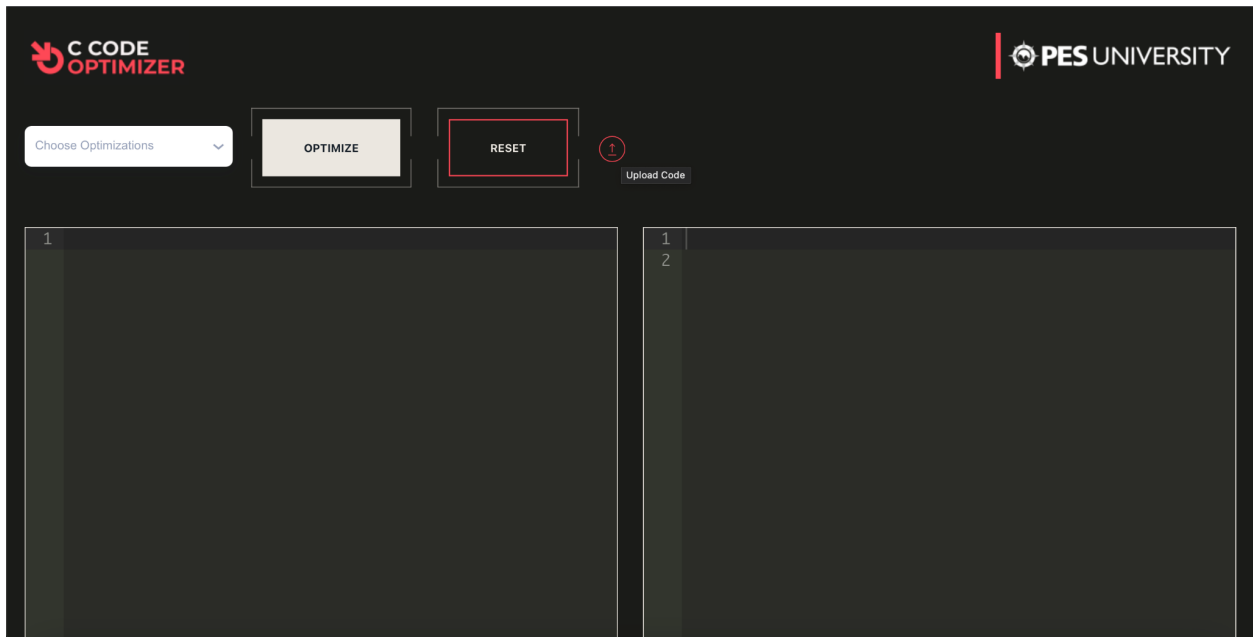 C CODE
OPTIMIZER
PES UNIVERSITY
Choose Optimizations
OPTIMIZE
RESET
Upload Code
1
1
2